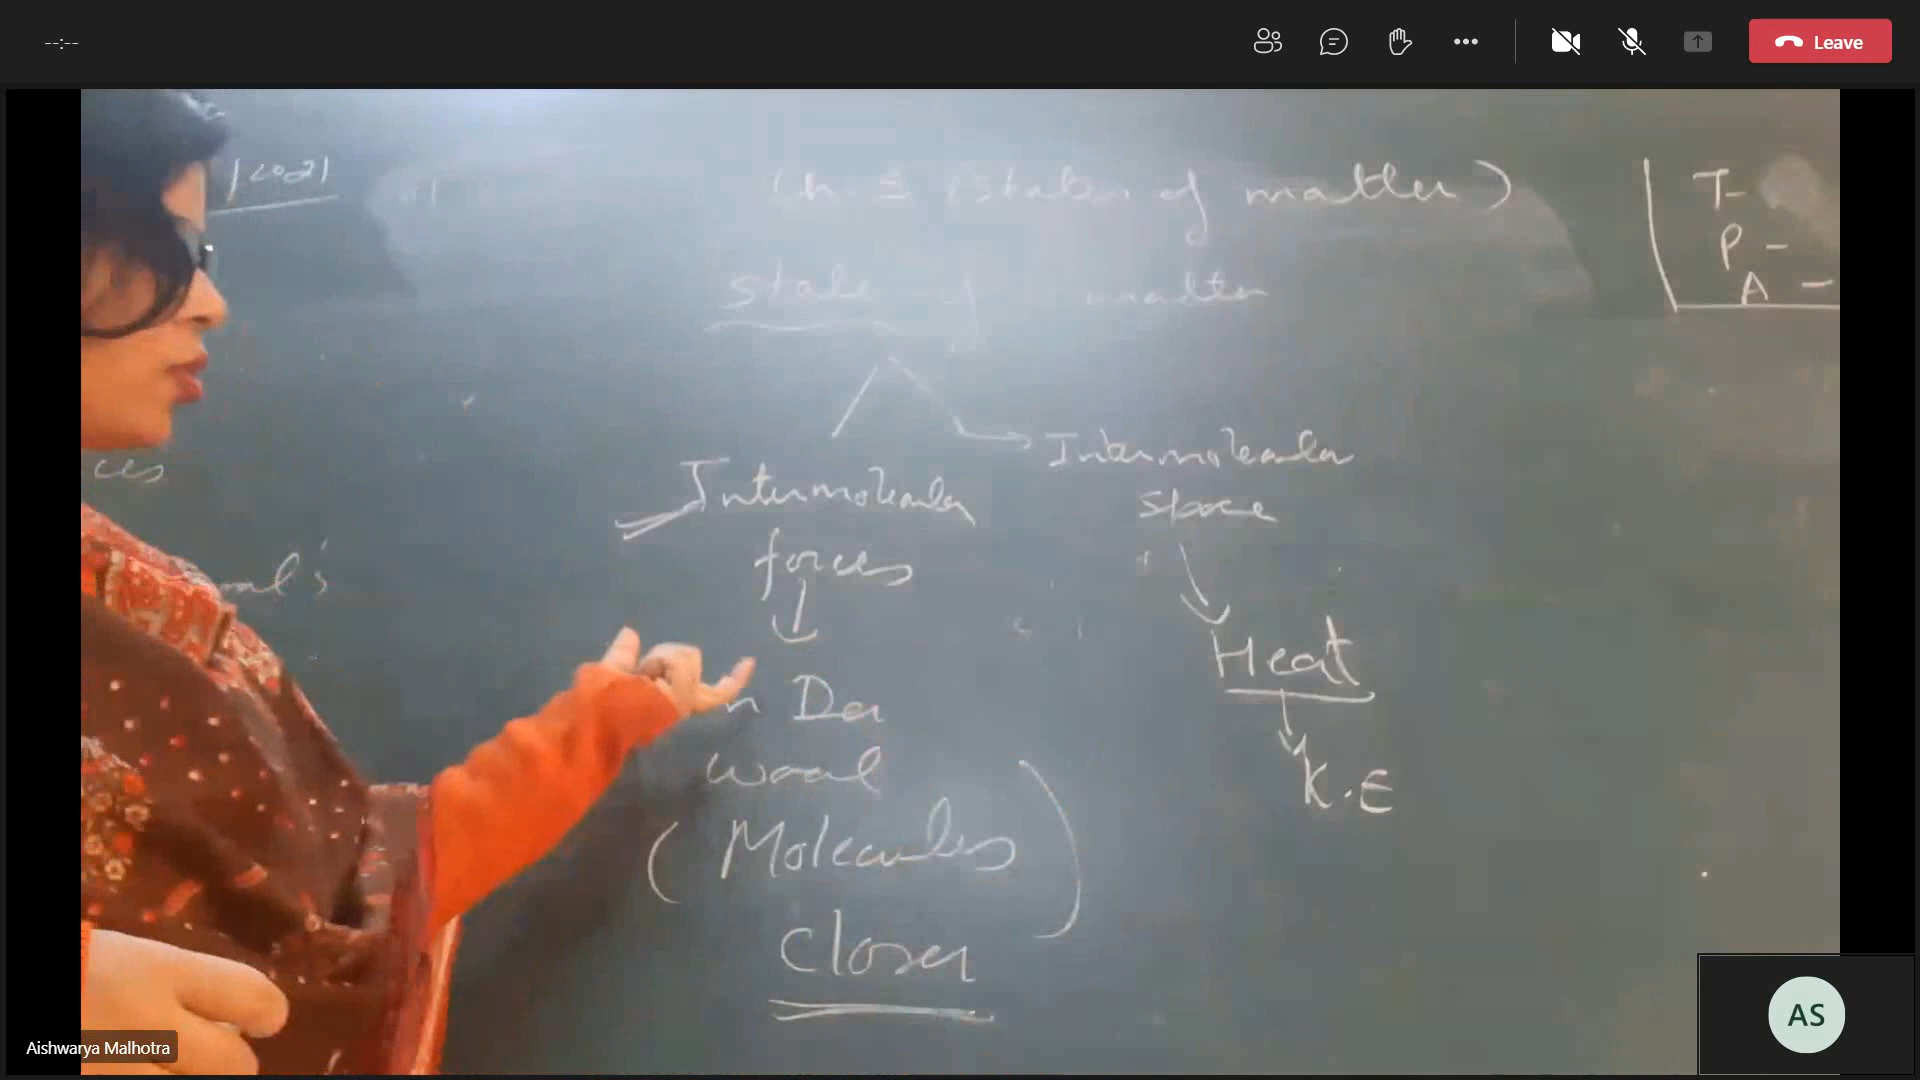 --:--
Leave
Ch 5 (States of matter)
T-
P -
A -
state of matter
Intermolecular
space
Intermolecular
forces
ces
Heat
Der
waal
K.E
(Molecules
Closer)
Aishwarya Malhotra
AS